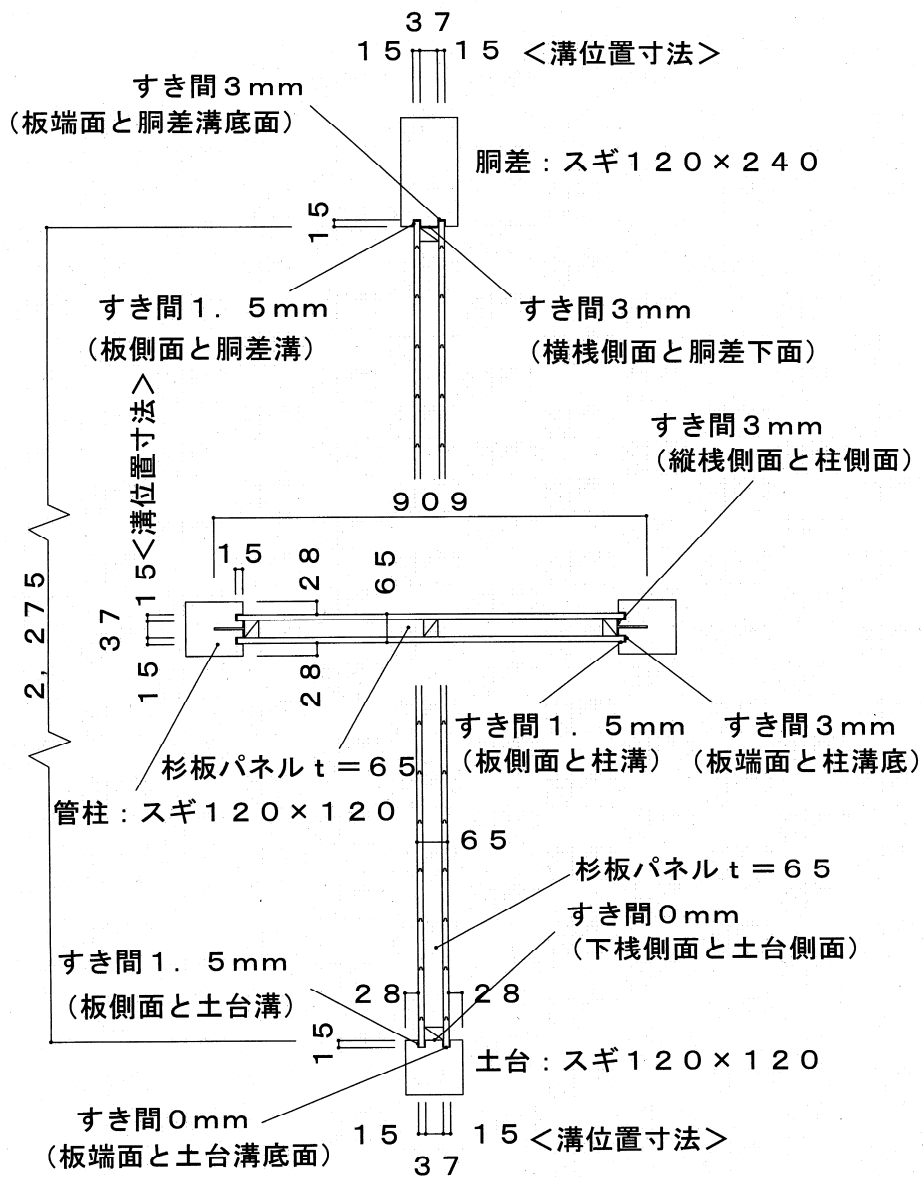 ３７
１５ １５ ＜溝位置寸法＞
すき間３ｍｍ
（板端面と胴差溝底面）
胴差：スギ１２０×２４０
１５
すき間１．５ｍｍ
（板側面と胴差溝）
すき間３ｍｍ
（横桟側面と胴差下面）
＜溝位置寸法＞
すき間３ｍｍ
（縦桟側面と柱側面）
９０９
１５
２８
６５
２，２７５
１５
３７
１５
２８
すき間１．５ｍｍ
（板側面と柱溝）
すき間３ｍｍ
（板端面と柱溝底）
杉板パネルｔ＝６５
管柱：スギ１２０×１２０
６５
杉板パネルｔ＝６５
すき間０ｍｍ
（下桟側面と土台側面）
すき間１．５ｍｍ
（板側面と土台溝）
２８ ２８
１５
土台：スギ１２０×１２０
すき間０ｍｍ
（板端面と土台溝底面）
１５ １５ ＜溝位置寸法＞
３７